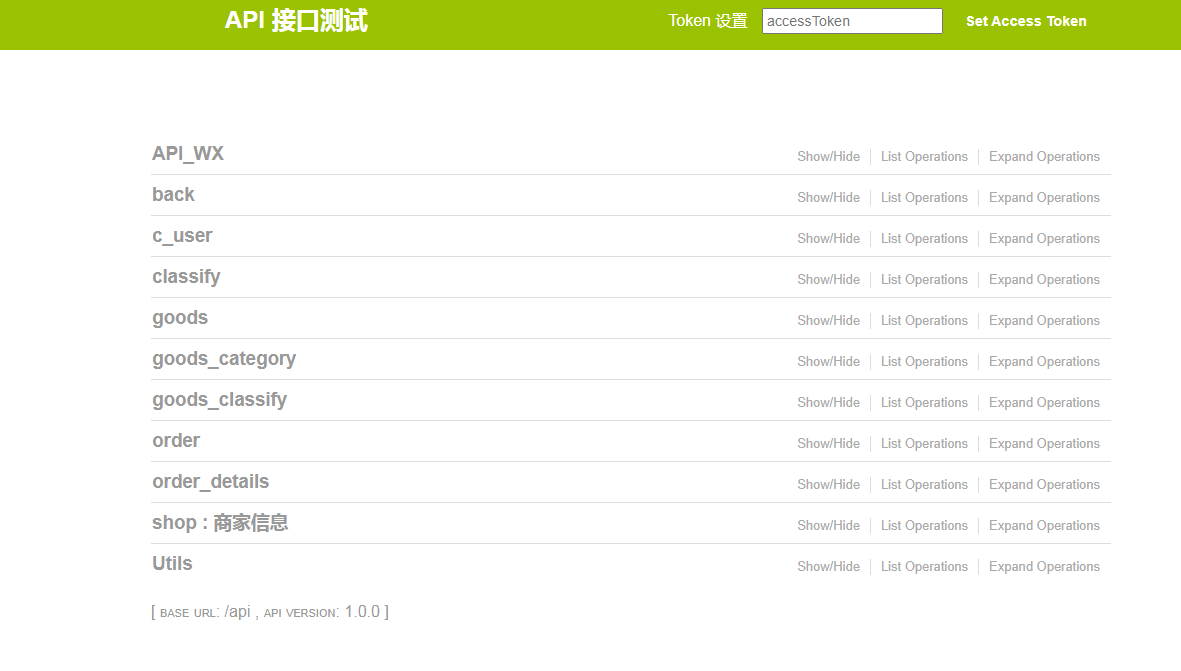 API 接口测试 Token 设置 accessToken Set Access Token
API_WX Show/Hide List Operations Expand Operations
back Show/Hide List Operations Expand Operations
c_user Show/Hide List Operations Expand Operations
classify Show/Hide List Operations Expand Operations
goods Show/Hide List Operations Expand Operations
goods_category Show/Hide List Operations Expand Operations
goods_classify Show/Hide List Operations Expand Operations
order Show/Hide List Operations Expand Operations
order_details Show/Hide List Operations Expand Operations
shop : 商家信息 Show/Hide List Operations Expand Operations
Utils Show/Hide List Operations Expand Operations
[ BASE URL: /api , API VERSION: 1.0.0 ]